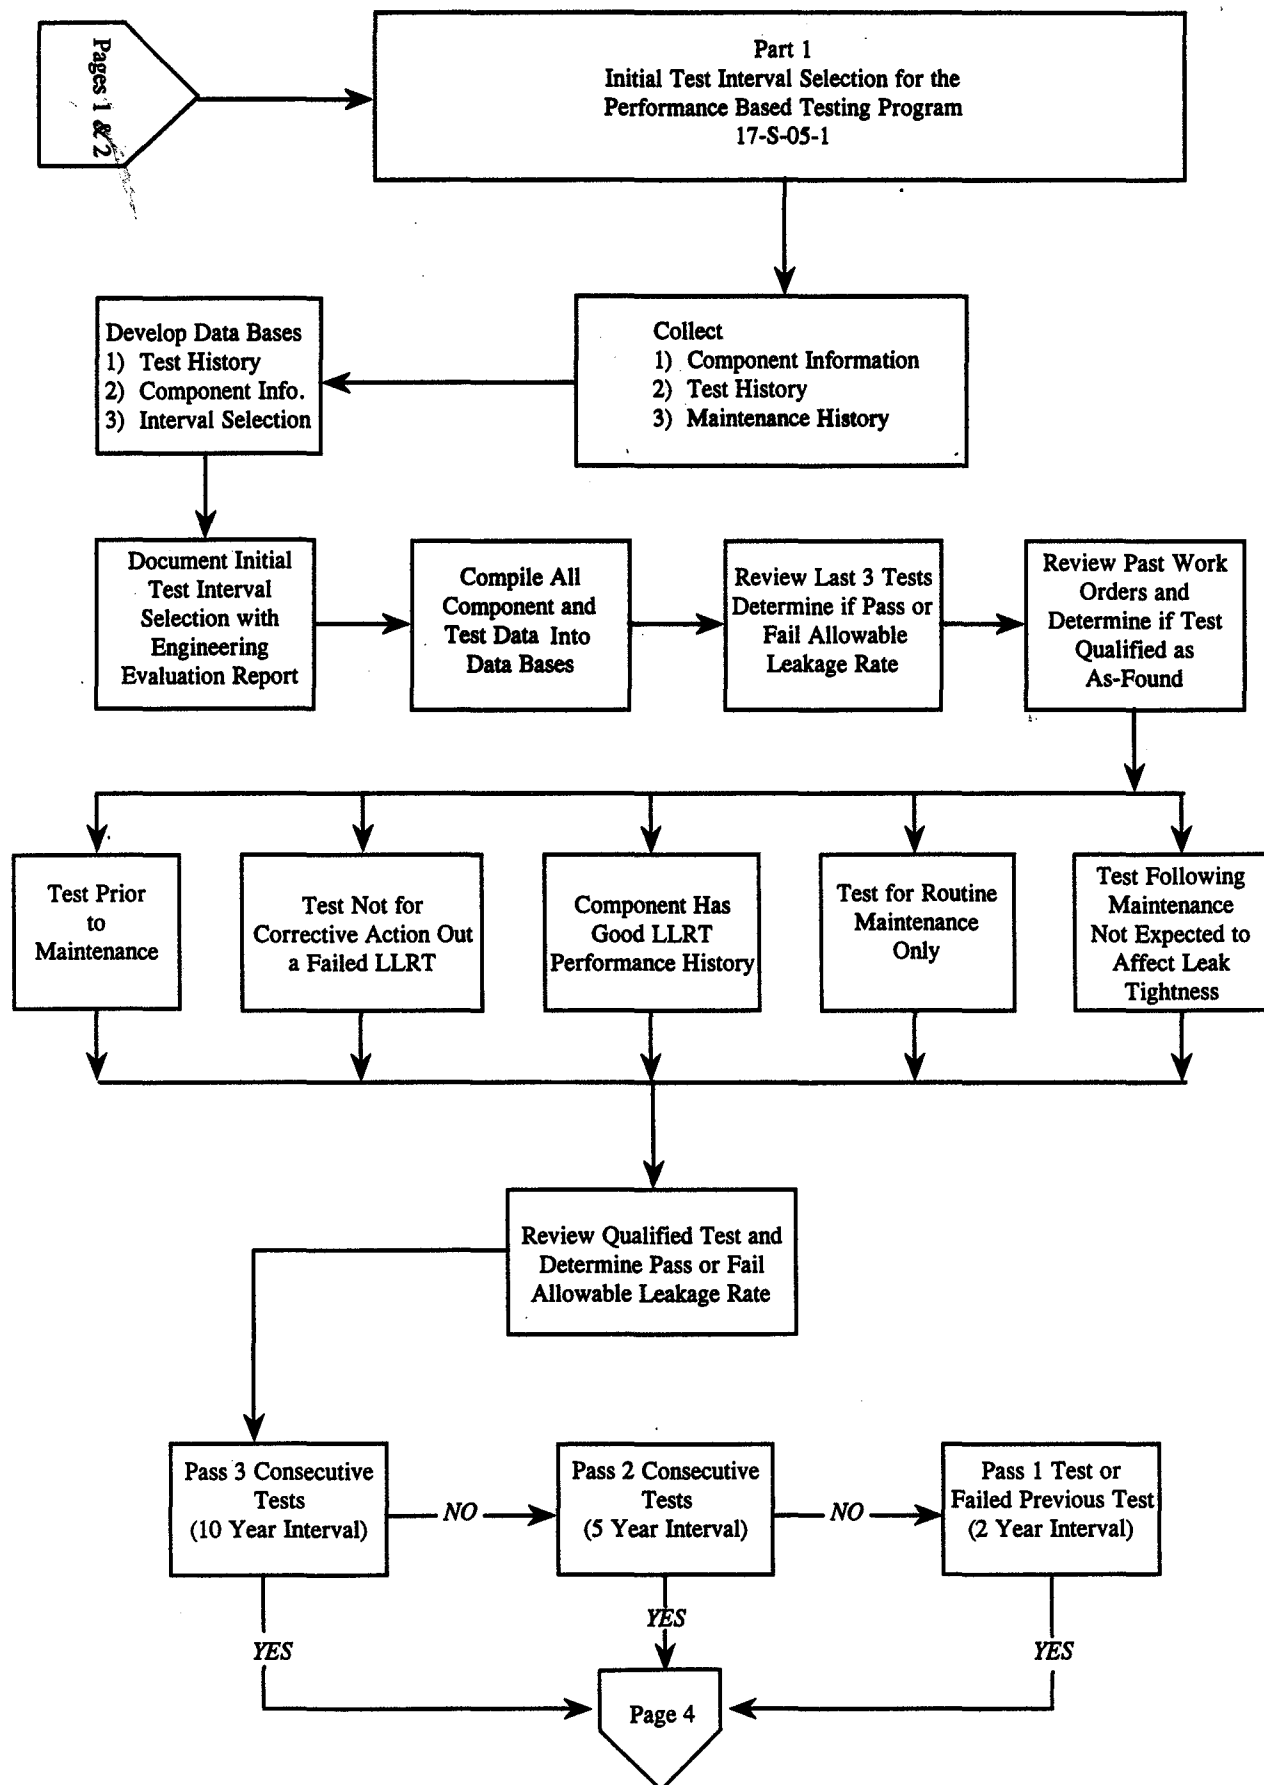 Pages 1 & 2
Part 1
Initial Test Interval Selection for the
Performance Based Testing Program
17-S-05-1
Collect
1) Component Information
2) Test History
3) Maintenance History
Develop Data Bases
1) Test History
2) Component Info.
3) Interval Selection
Document Initial
Test Interval
Selection with
Engineering
Evaluation Report
Compile All
Component and
Test Data Into
Data Bases
Review Last 3 Tests
Determine if Pass or
Fail Allowable
Leakage Rate
Review Past Work
Orders and
Determine if Test
Qualified as
As-Found
Test Prior
to
Maintenance
Test Not for
Corrective Action Out
a Failed LLRT
Component Has
Good LLRT
Performance History
Test for Routine
Maintenance
Only
Test Following
Maintenance
Not Expected to
Affect Leak
Tightness
Review Qualified Test and
Determine Pass or Fail
Allowable Leakage Rate
Pass 3 Consecutive
Tests
(10 Year Interval)
NO
Pass 2 Consecutive
Tests
(5 Year Interval)
NO
Pass 1 Test or
Failed Previous Test
(2 Year Interval)
YES
YES
YES
Page 4